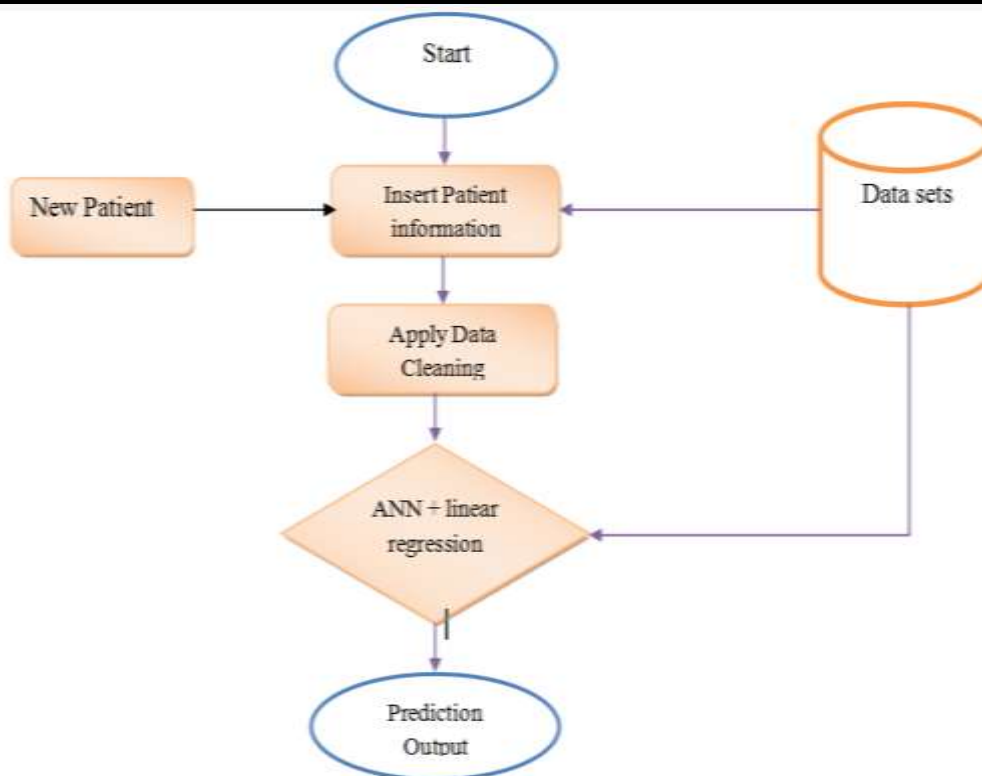 Start
New Patient
Insert Patient
information
Data sets
Apply Data
Cleaning
ANN + linear
regression
Prediction
Output